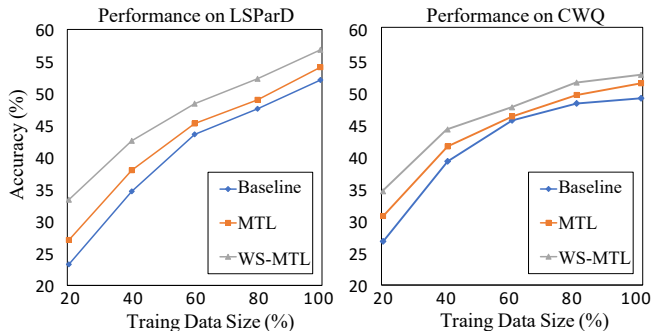 Performance on LSParD
60
55
50
45
40
35
30
25
20
Accuracy (%)
Baseline
MTL
WS-MTL
20 40 60 80 100
Traing Data Size (%)
Performance on CWQ
60
55
50
45
40
35
30
25
20
Baseline
MTL
WS-MTL
20 40 60 80 100
Traing Data Size (%)